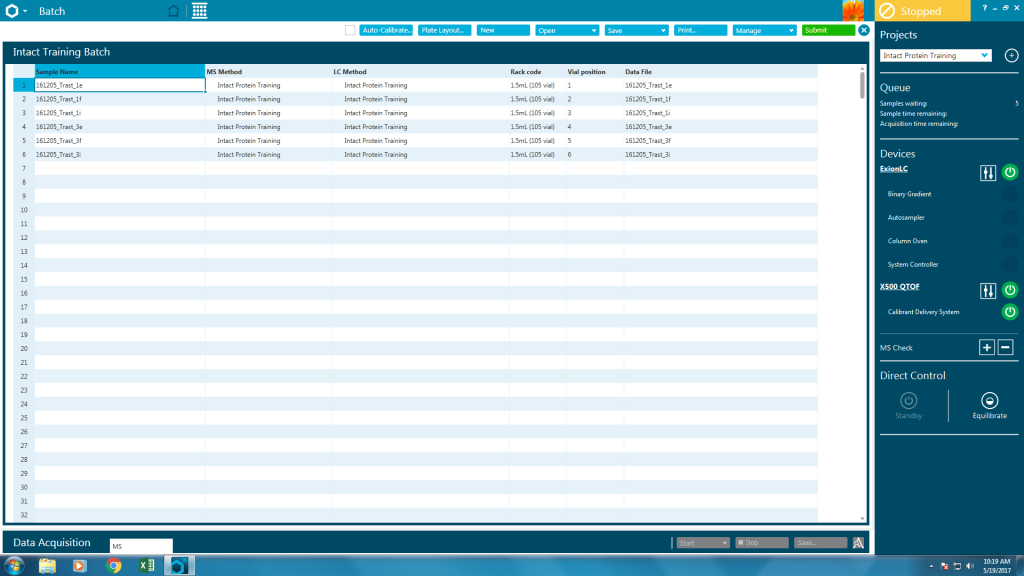 Batch
Stopped
?
Auto-Calibrate... Plate Layout... New Open Save Print... Manage Submit
Projects
Intact Protein Training
Intact Training Batch
Sample Name MS Method LC Method Rack code Vial position Data File
1 161205_Trast_1e Intact Protein Training Intact Protein Training 1.5mL (105 vial) 1 161205_Trast_1e
2 161205_Trast_1f Intact Protein Training Intact Protein Training 1.5mL (105 vial) 2 161205_Trast_1f
3 161205_Trast_1i Intact Protein Training Intact Protein Training 1.5mL (105 vial) 3 161205_Trast_1i
4 161205_Trast_3e Intact Protein Training Intact Protein Training 1.5mL (105 vial) 4 161205_Trast_3e
5 161205_Trast_3f Intact Protein Training Intact Protein Training 1.5mL (105 vial) 5 161205_Trast_3f
6 161205_Trast_3i Intact Protein Training Intact Protein Training 1.5mL (105 vial) 6 161205_Trast_3i
7
8
9
10
11
12
13
14
15
16
17
18
19
20
21
22
23
24
25
26
27
28
29
30
31
32
Queue
Samples waiting: 5
Sample time remaining:
Acquisition time remaining:
Devices
ExionLC
Binary Gradient
Autosampler
Column Oven
System Controller
X500 QTOF
Calibrant Delivery System
MS Check
Direct Control
Standby Equilibrate
Data Acquisition MS Start Stop Save...
10:19 AM
5/19/2017